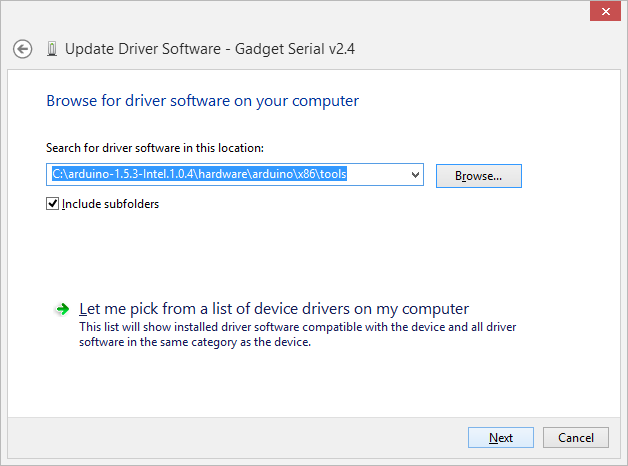 Update Driver Software - Gadget Serial v2.4
Browse for driver software on your computer
Search for driver software in this location:
C:\arduino-1.5.3-Intel.1.0.4\hardware\arduino\x86\tools
Browse...
Include subfolders
Let me pick from a list of device drivers on my computer
This list will show installed driver software compatible with the device and all driver
software in the same category as the device.
Next
Cancel